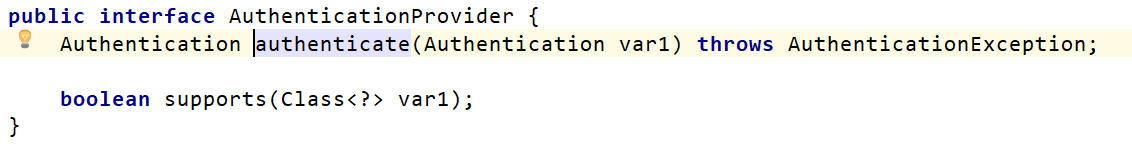 public interface AuthenticationProvider {
    Authentication authenticate(Authentication var1) throws AuthenticationException;
    boolean supports(Class<?> var1);
}